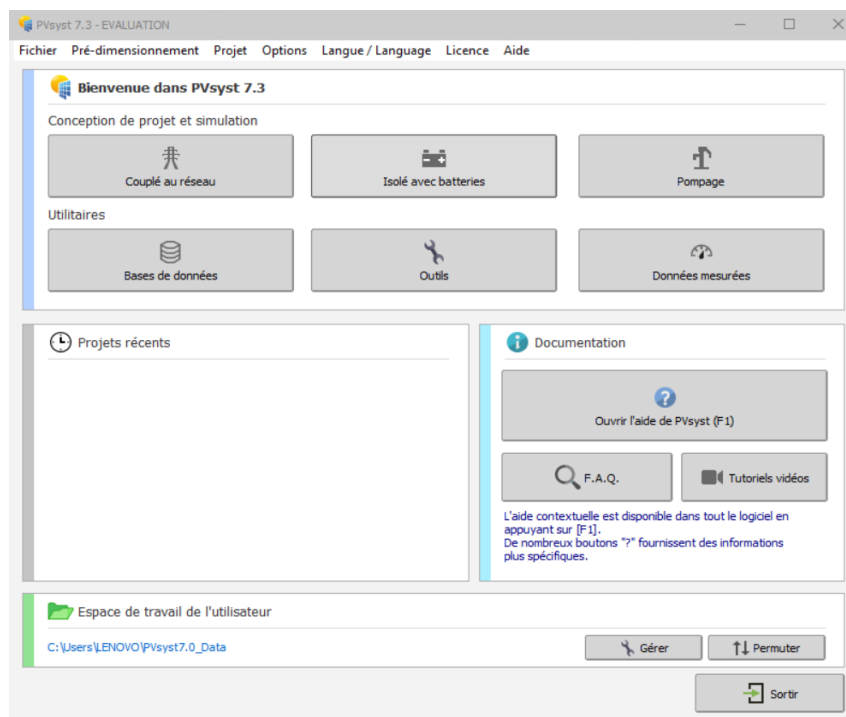 PVsyst 7.3 - EVALUATION
Fichier Pré-dimensionnement Projet Options Langue / Language Licence Aide
Bienvenue dans PVsyst 7.3
Conception de projet et simulation
Couplé au réseau
Isolé avec batteries
Pompage
Utilitaires
Bases de données
Outils
Données mesurées
Projets récents
Documentation
Ouvrir l'aide de PVsyst (F1)
F.A.Q.
Tutoriels vidéos
L'aide contextuelle est disponible dans tout le logiciel en
appuyant sur [F1].
De nombreux boutons "?" fournissent des informations
plus spécifiques.
Espace de travail de l'utilisateur
C:\Users\LENOVO\PVsyst7.0_Data
Gérer
Permuter
Sortir